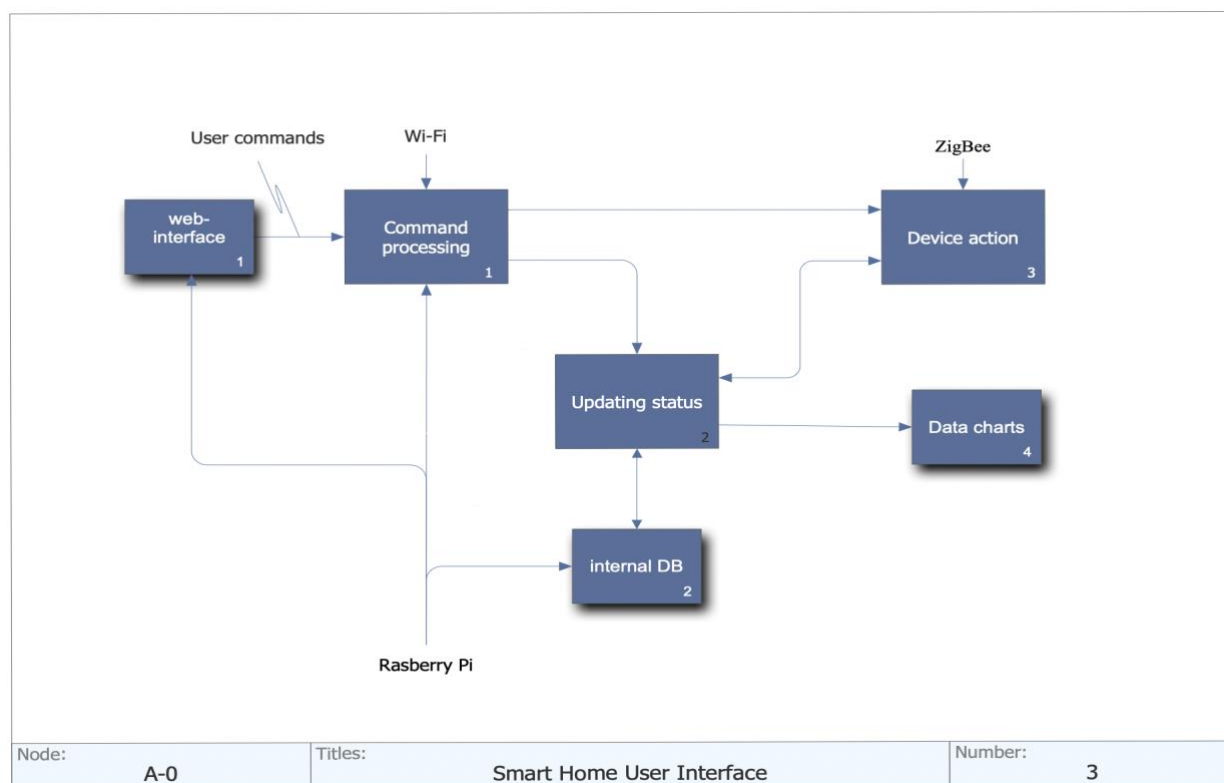 User commands
Wi-Fi
ZigBee
web-
interface
1
Command
processing
1
Device action
3
Updating status
2
Data charts
4
internal DB
2
Rasberry Pi
Node:
A-0
Titles:
Smart Home User Interface
Number:
3